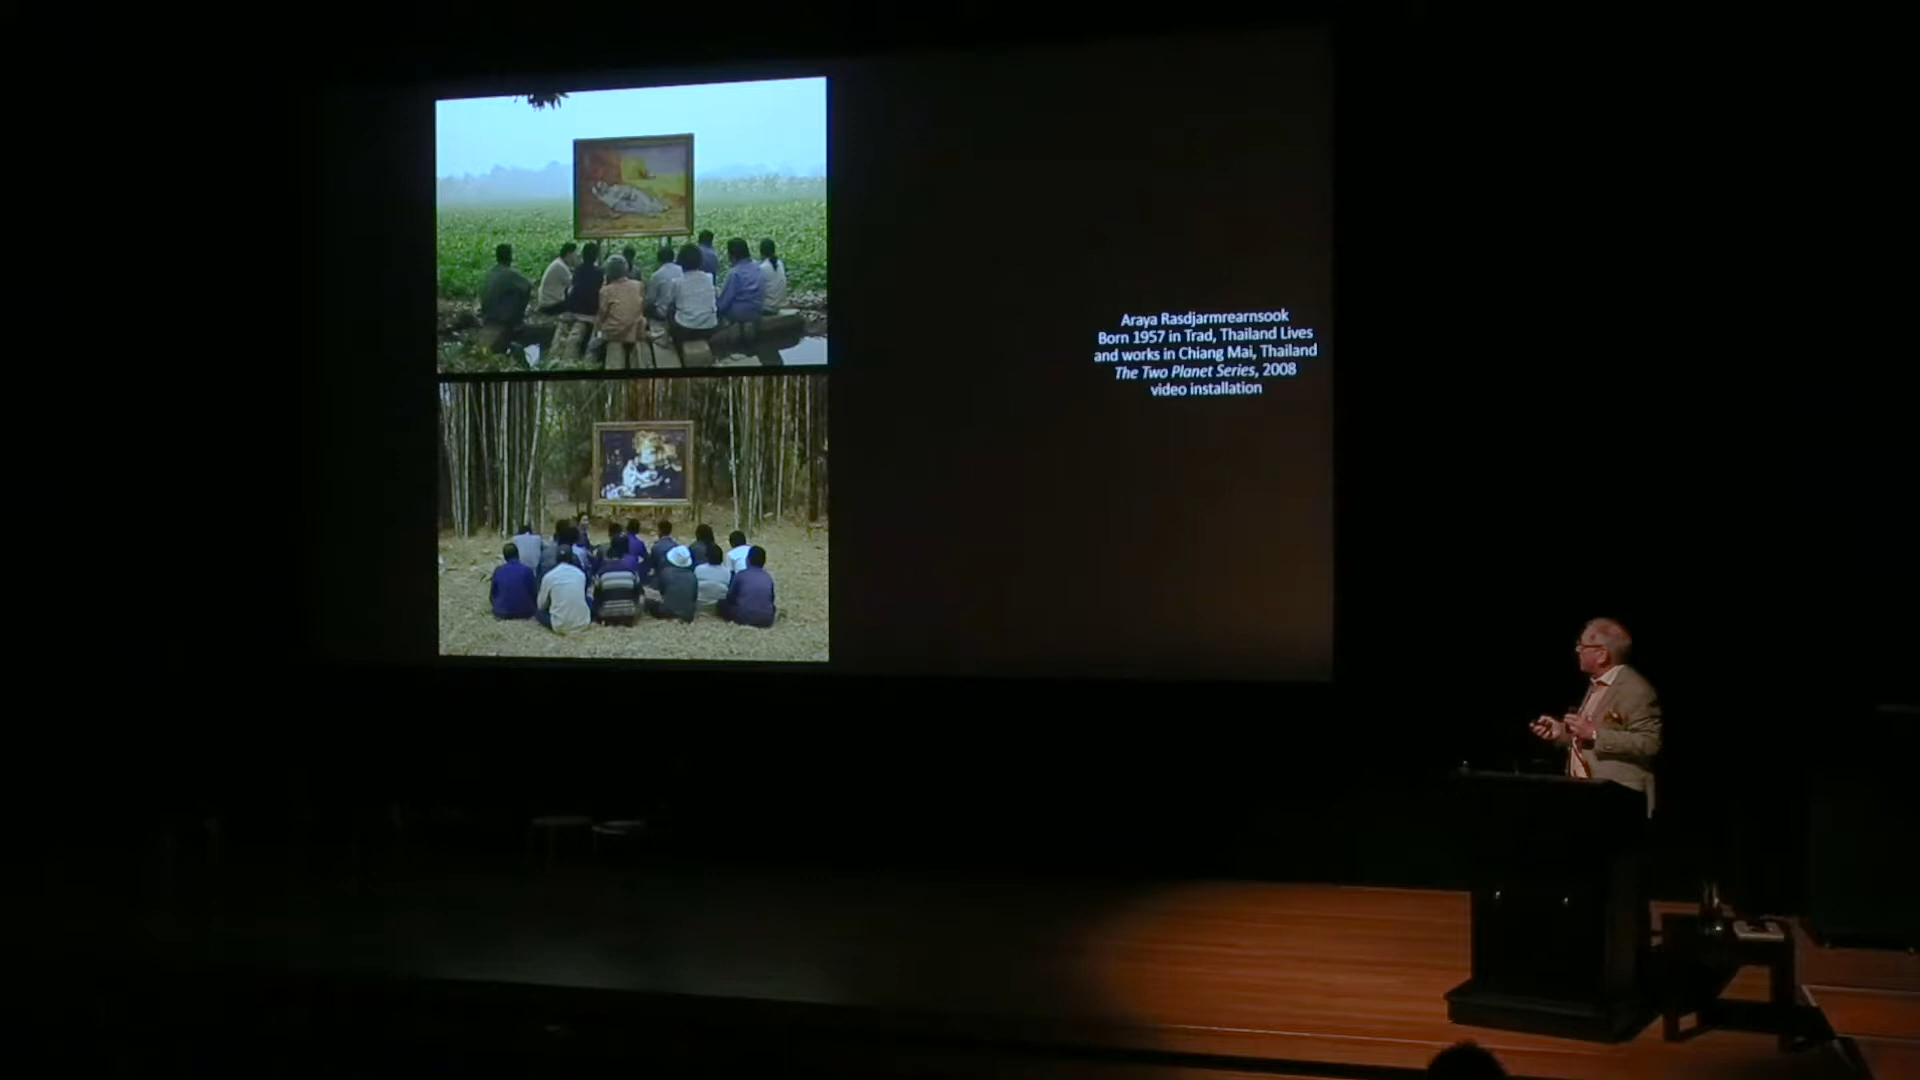 Araya Rasdjarmrearnsook
Born 1957 in Trad, Thailand Lives
and works in Chiang Mai, Thailand
The Two Planet Series, 2008
video installation